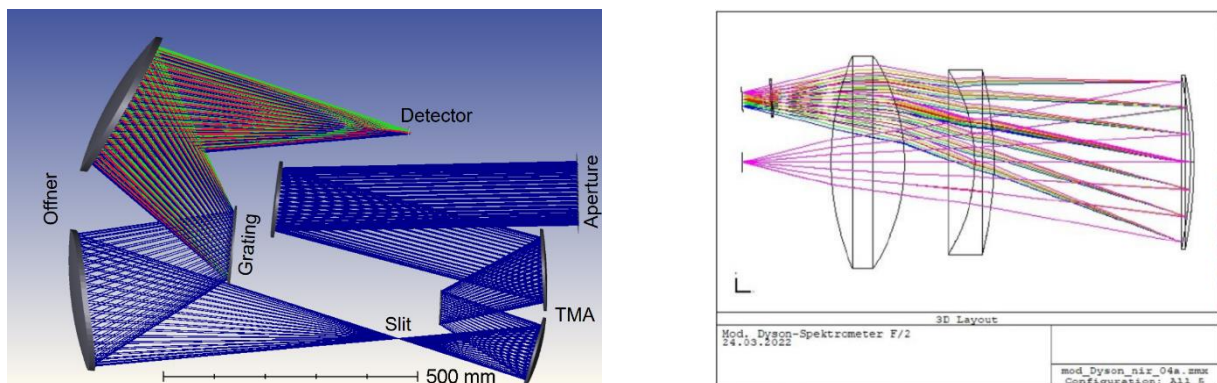 Detector
Offner
Grating
Aperture
Slit
TMA
500 mm
3D Layout
Mod. Dyson-Spektrometer F/2
24.03.2022
mod_Dyson_nir_04a.zmx
Configuration: All 5